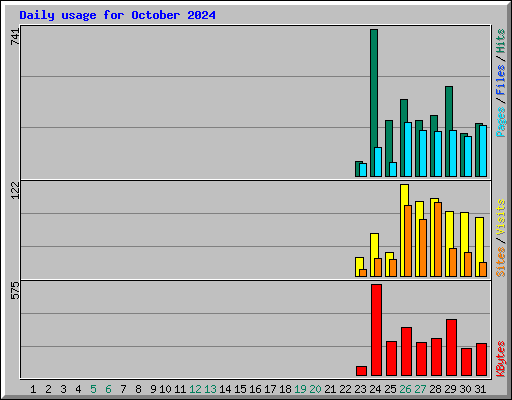 Daily usage for October 2024
741
Pages / Files / Hits
122
Sites / Visits
575
KBytes
1 2 3 4 5 6 7 8 9 10 11 12 13 14 15 16 17 18 19 20 21 22 23 24 25 26 27 28 29 30 31